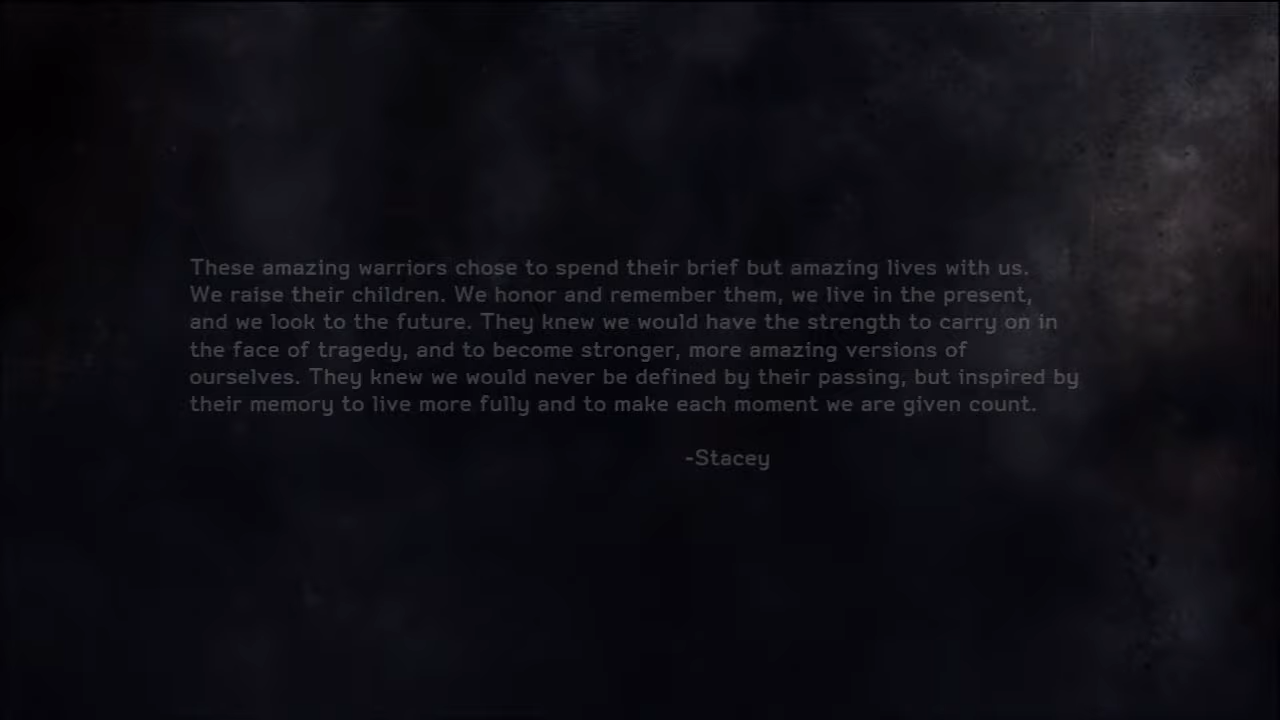 These amazing warriors chose to spend their brief but amazing lives with us.
We raise their children. We honor and remember them, we live in the present,
and we look to the future. They knew we would have the strength to carry on in
the face of tragedy, and to become stronger, more amazing versions of
ourselves. They knew we would never be defined by their passing, but inspired by
their memory to live more fully and to make each moment we are given count.
-Stacey